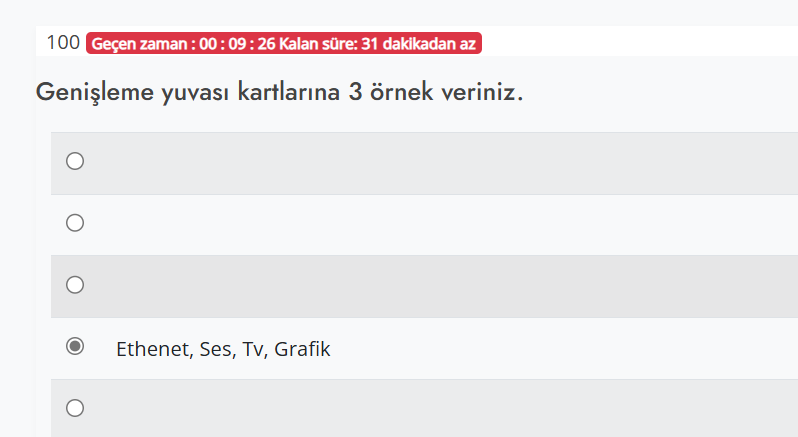 100 Geçen zaman : 00 : 09 : 26 Kalan süre: 31 dakikadan az
Genişleme yuvası kartlarına 3 örnek veriniz.
Ethenet, Ses, Tv, Grafik